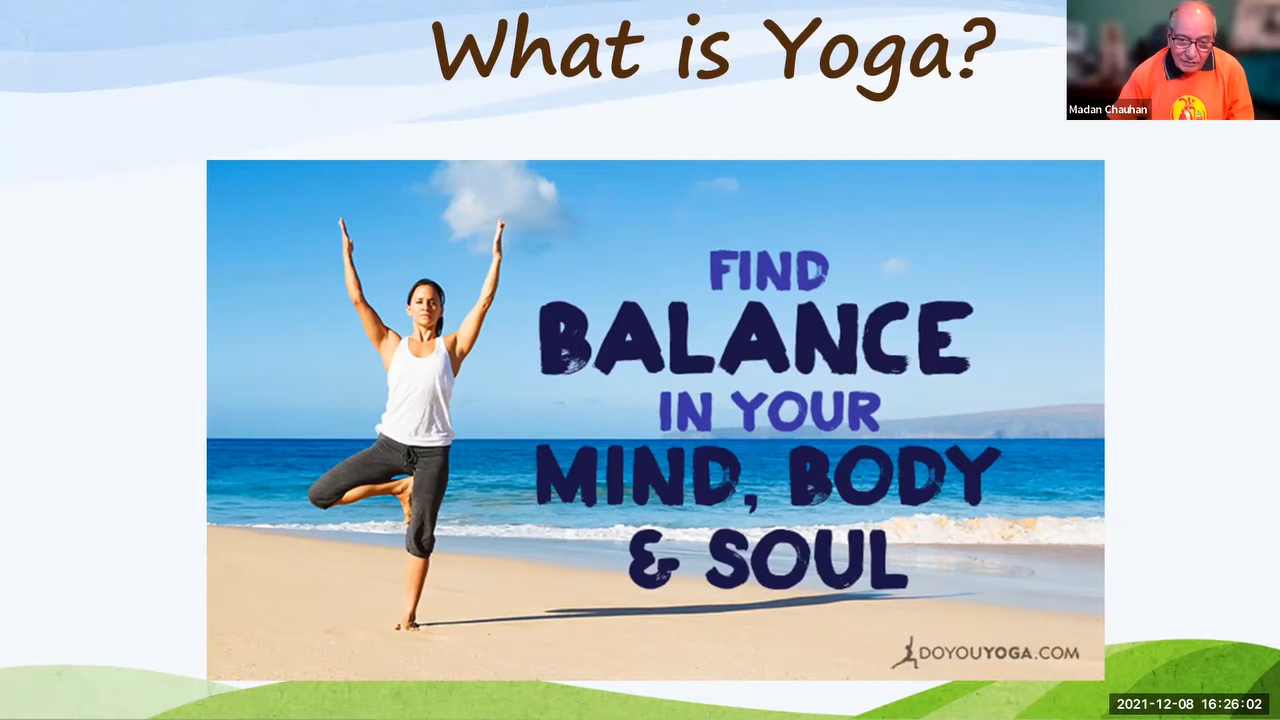 What is Yoga?
Madan Chauhan
FIND
BALANCE
IN YOUR
MIND, BODY
& SOUL
DOYOUYOGA.COM
2021-12-08 16:26:02